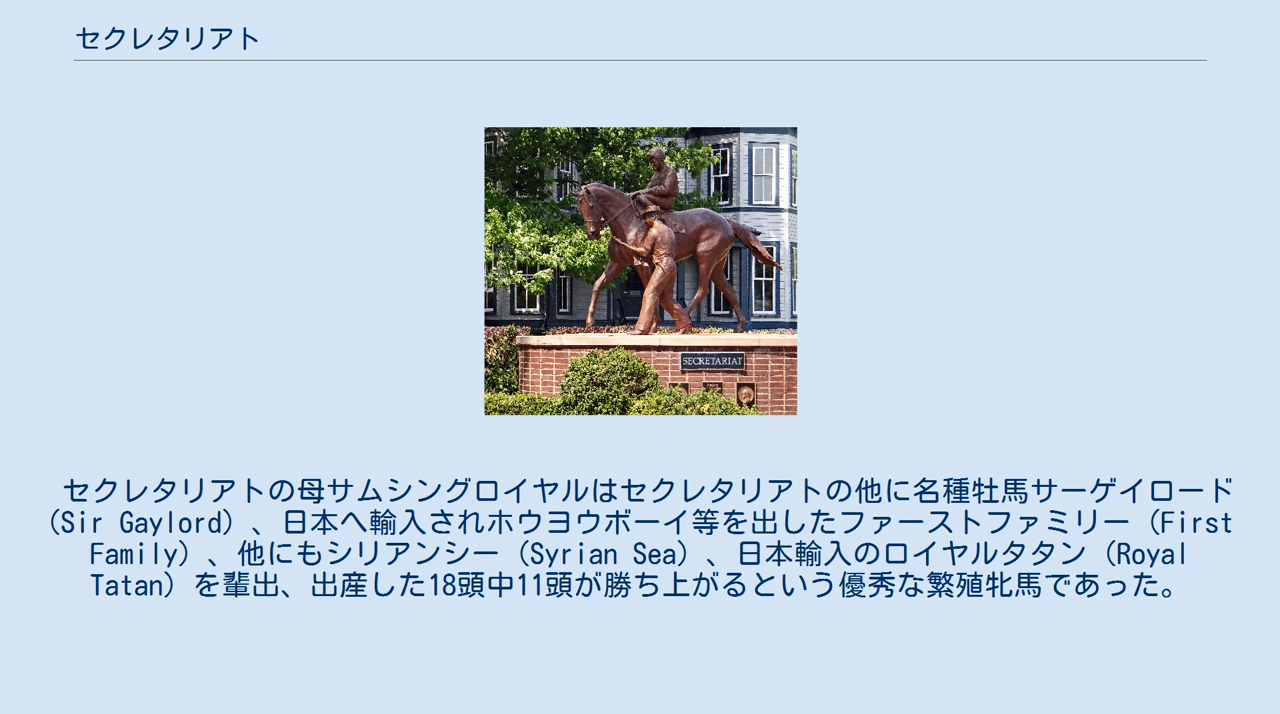 セクレタリアト
SECRETARIAT
セクレタリアトの母サムシングロイヤルはセクレタリアトの他に名種牡馬サーゲイロード
（Sir Gaylord）、日本へ輸入されホウヨウボーイ等を出したファーストファミリー（First
Family）、他にもシリアンシー（Syrian Sea）、日本輸入のロイヤルタタン（Royal
Tatan）を輩出、出産した18頭中11頭が勝ち上がるという優秀な繁殖牝馬であった。